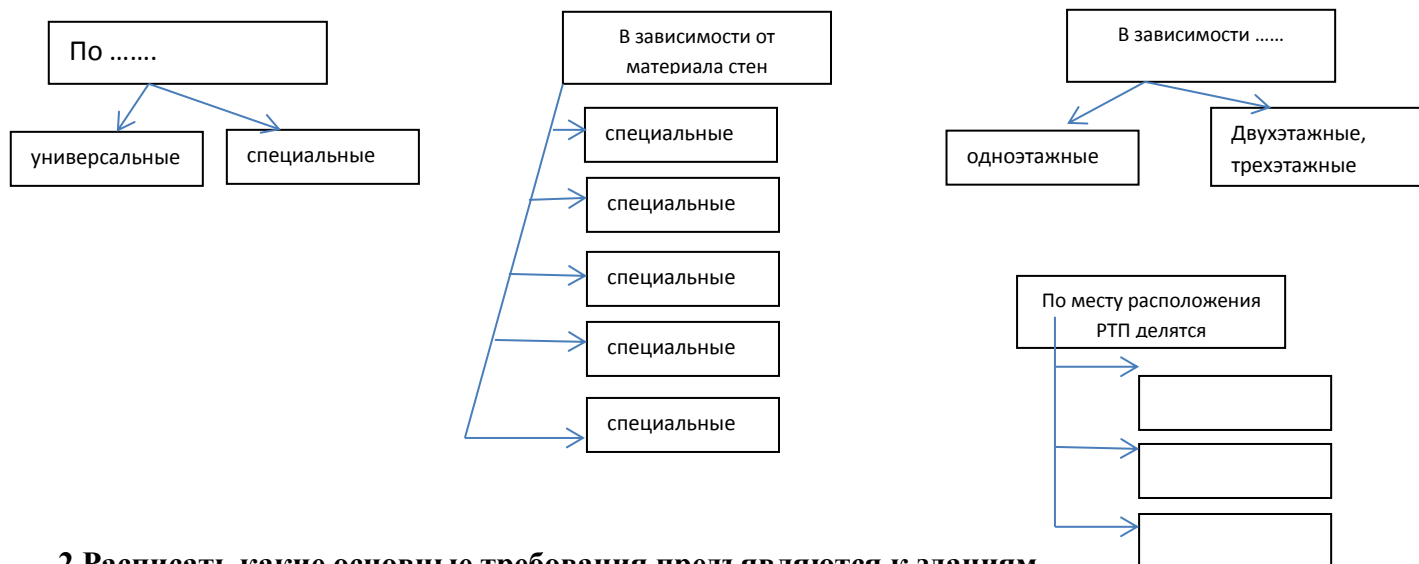 По …….
универсальные
специальные
В зависимости от
материала стен
специальные
специальные
специальные
специальные
специальные
В зависимости ……
одноэтажные
Двухэтажные,
трехэтажные
По месту расположения
РТП делятся
2.Расписать какие основные требования предъявляются к зданиям